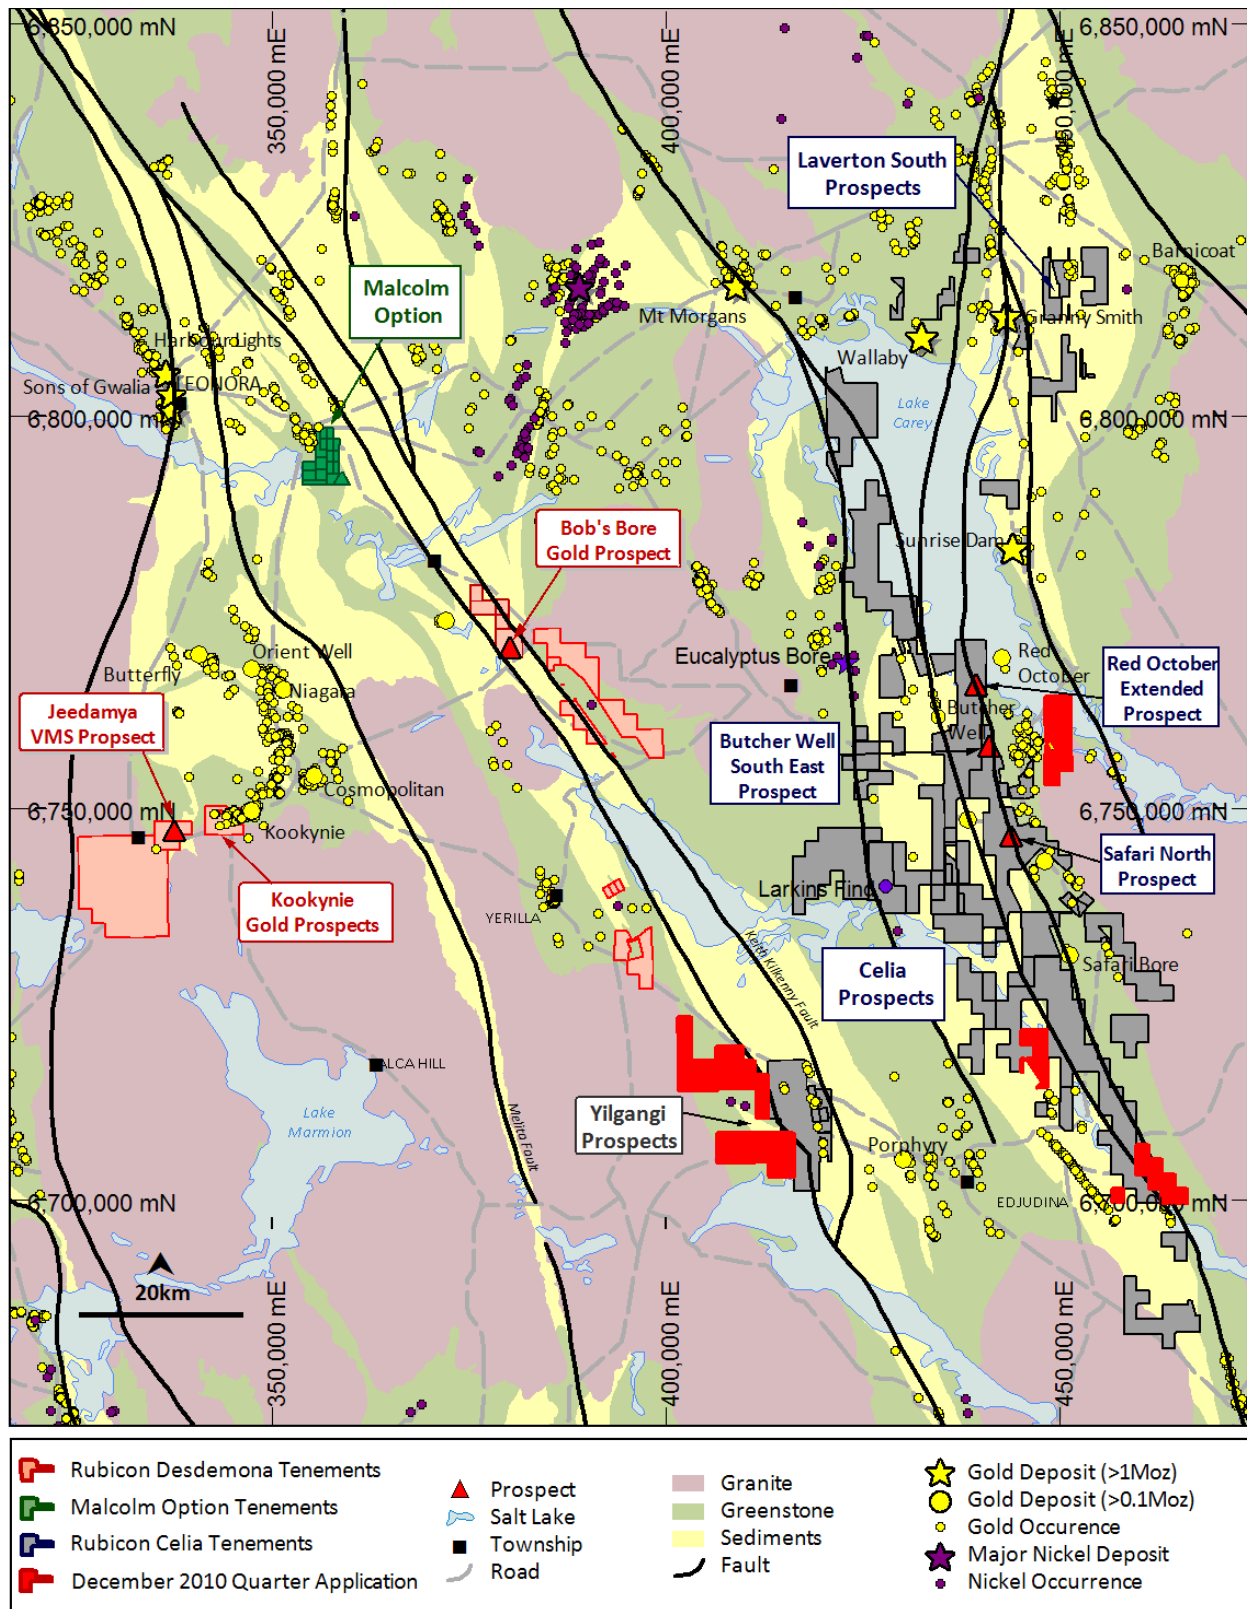 6,850,000 mN
6,850,000 mN
350,000 mE
400,000 mE
450,000 mE
Laverton South
Prospects
Barnicoat
Malcolm
Option
Mt Morgans
Granny Smith
Harbour Lights
Wallaby
Sons of Gwalia
LEONORA
Lake
Carey
6,800,000 mN
6,800,000 mN
Bob's Bore
Gold Prospect
Sunrise Dam
Orient Well
Butterfly
Niagara
Eucalyptus Bore
Red
October
Red October
Extended
Prospect
Jeedamya
VMS Propsect
Butcher
Well
Butcher Well
South East
Prospect
Cosmopolitan
6,750,000 mN
6,750,000 mN
Kookynie
Safari North
Prospect
Kookynie
Gold Prospects
Larkins Find
YERILLA
Keith Kilkenny Fault
Celia
Prospects
Safari Bore
ALCA HILL
Lake
Marmion
Melita Fault
Yilgangi
Prospects
Porphyry
EDJUDINA
6,700,000 mN
6,700,000 mN
20km
350,000 mE
400,000 mE
450,000 mE
Rubicon Desdemona Tenements
Malcolm Option Tenements
Rubicon Celia Tenements
December 2010 Quarter Application
Prospect
Salt Lake
Township
Road
Granite
Greenstone
Sediments
Fault
Gold Deposit (>1Moz)
Gold Deposit (>0.1Moz)
Gold Occurence
Major Nickel Deposit
Nickel Occurrence